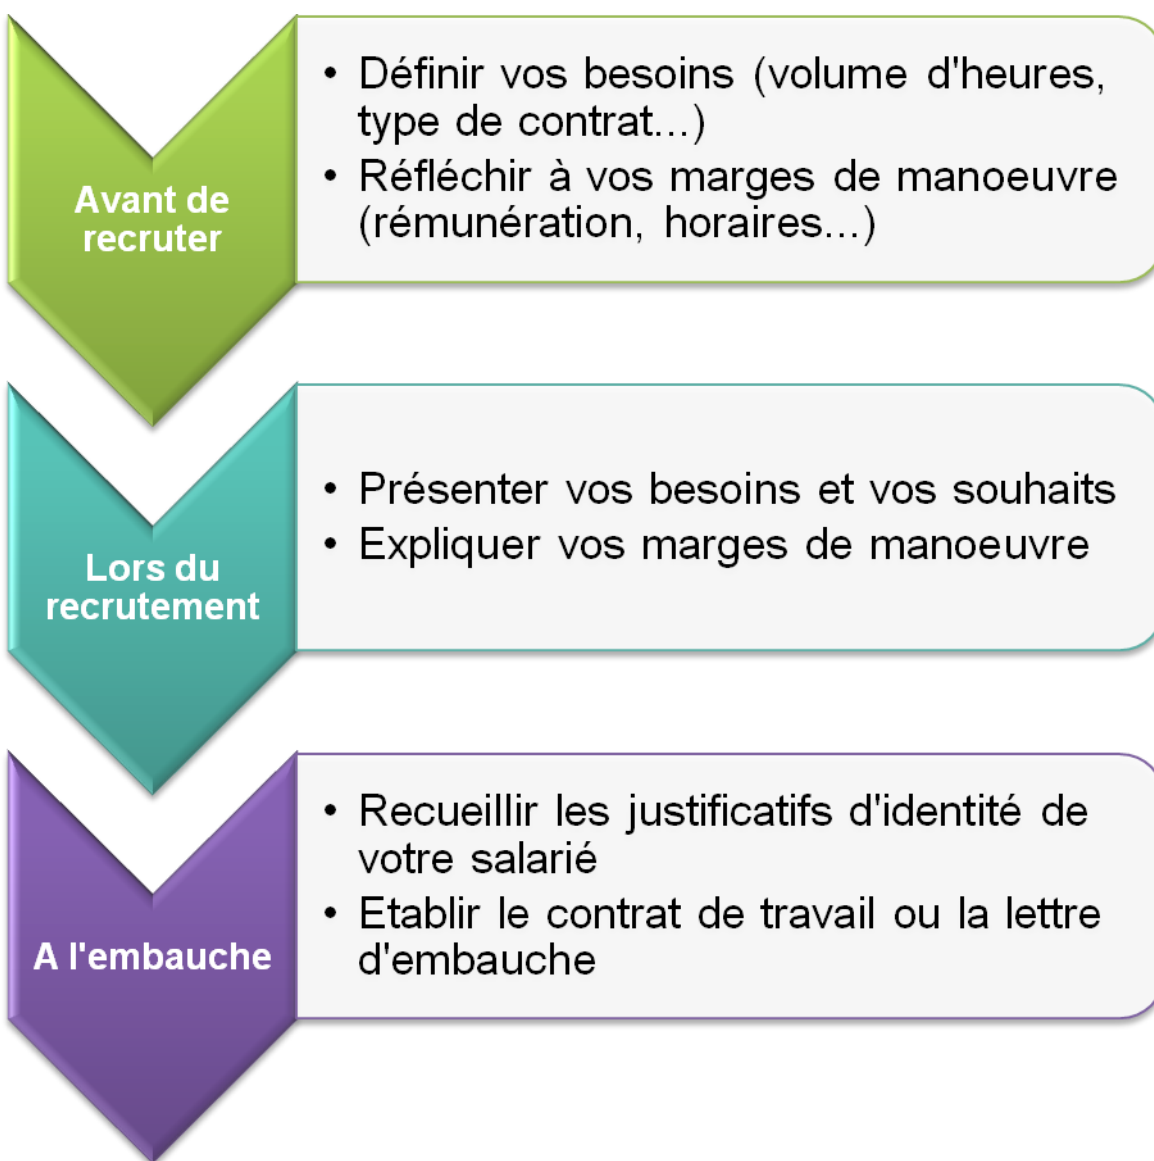 Avant de
recruter
• Définir vos besoins (volume d'heures,
type de contrat...)
• Réfléchir à vos marges de manoeuvre
(rémunération, horaires...)
Lors du
recrutement
• Présenter vos besoins et vos souhaits
• Expliquer vos marges de manoeuvre
A l'embauche
• Recueillir les justificatifs d'identité de
votre salarié
• Etablir le contrat de travail ou la lettre
d'embauche